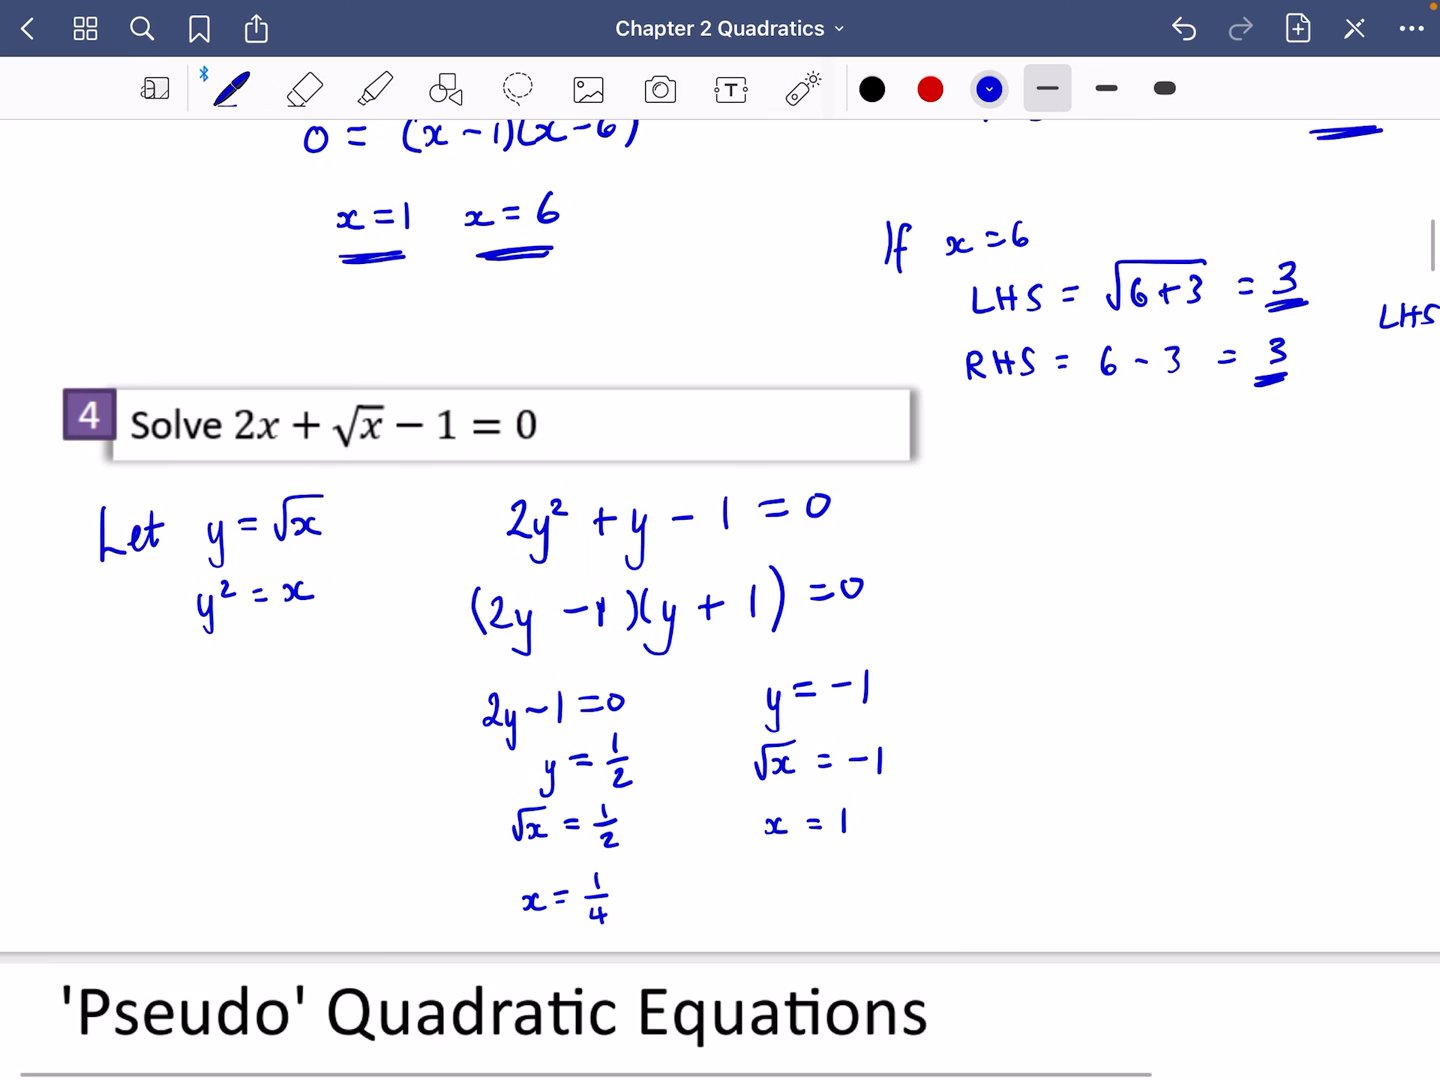 Chapter 2 Quadratics
T
0 = (x - 1)(x - 6)
x = 1 x = 6
If x = 6
LHS = √(6 + 3) = 3
LHS
RHS = 6 - 3 = 3
4 Solve 2x + √x − 1 = 0
Let y = √x
y² = x
2y² + y - 1 = 0
(2y - 1)(y + 1) = 0
2y - 1 = 0
y = 1/2
√x = 1/2
x = 1/4
y = -1
√x = -1
x = 1
'Pseudo' Quadratic Equations